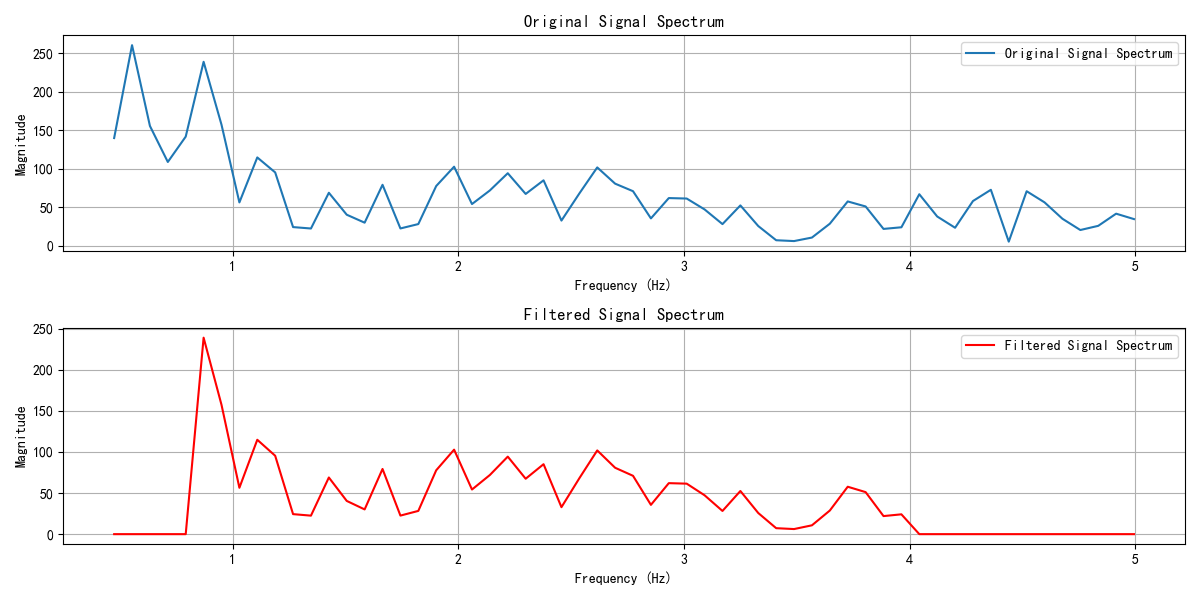 Original Signal Spectrum
Original Signal Spectrum
250
200
150
100
50
0
Magnitude
1 2 3 4 5
Frequency (Hz)
Filtered Signal Spectrum
Filtered Signal Spectrum
250
200
150
100
50
0
Magnitude
1 2 3 4 5
Frequency (Hz)